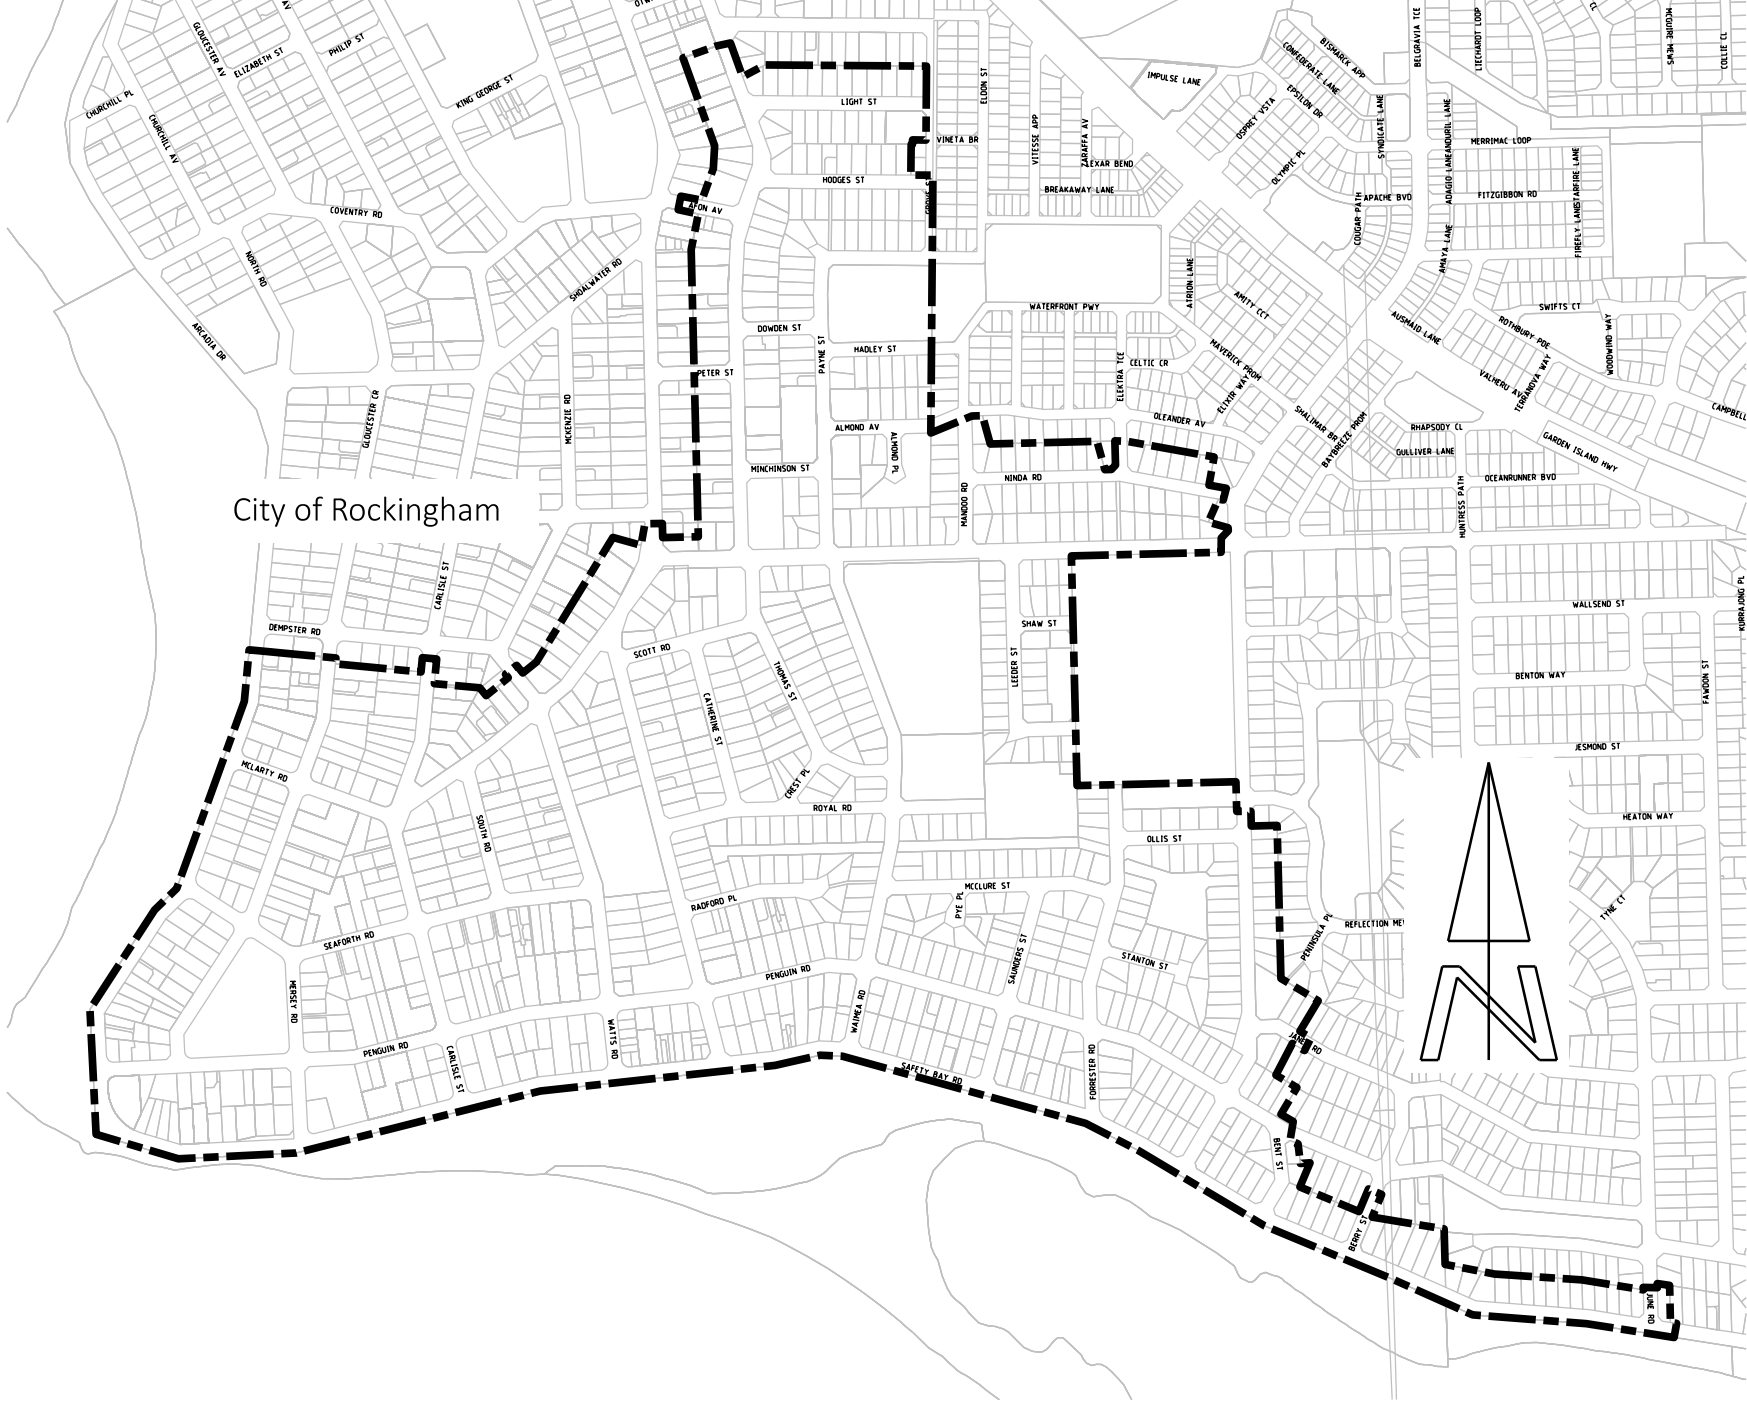 GLOUCESTER AV
ELIZABETH ST
PHILIP ST
CHURCHILL PL
CHURCHILL AV
KING GEORGE ST
COVENTRY RD
NORTH RD
ARCADIA DR
SHOALWATER RD
GLOUCESTER CR
MCKENZIE RD
City of Rockingham
CARLISLE ST
DEMPSTER RD
LIGHT ST
ELDON ST
VINETA BR
HODGES ST
AFON AV
DOWDEN ST
PAYNE ST
HADLEY ST
PETER ST
ALMOND AV
ALMOND PL
MINCHINSON ST
MANDOO RD
NINDA RD
IMPULSE LANE
BISMARCK APP
CONFEDERATE LANE
EPSILON DR
OSPREY VSTA
OLYMPIC PL
VITESSE APP
LEXAR BEND
BREAKAWAY LANE
BELGRAVIA TCE
LIECHARDT LOOP
MCGUIRE MEWS
COLLIE CL
SYNDICATE LANE
ANDURIL LANE
ADAGIO LANE
MERRIMAC LOOP
FITZGIBBON RD
STARFIRE LANE
FIREFLY LANE
APACHE BVD
COUGAR PATH
AMAYA LANE
ATRION LANE
WATERFRONT PWY
AMITY CCT
MAVERICK PROM
CELTIC CR
ELEKTRA TCE
ELIXIR WAY
OLEANDER AV
SHALIMAR BR
BAYBREEZE PROM
AUSMAID LANE
ROTHBURY PDE
SWIFTS CT
WOODWIND WAY
VALHERU AV
TERRANOVA WAY
CAMPBELL
RHAPSODY CL
GULLIVER LANE
GARDEN ISLAND HWY
OCEANRUNNER BVD
HUNTRESS PATH
WALLSEND ST
KURRAJONG PL
BENTON WAY
FAWDON ST
JESMOND ST
HEATON WAY
TYNE CT
REFLECTION ME
PENINSULA PL
SHAW ST
LEEDER ST
SCOTT RD
CATHERINE ST
THOMAS ST
CREST PL
ROYAL RD
OLLIS ST
MCCLURE ST
PYE PL
RADFORD PL
SAUNDERS ST
STANTON ST
MCLARTY RD
SOUTH RD
SEAFORTH RD
MERSEY RD
PENGUIN RD
PENGUIN RD
WAIMEA RD
WATTS RD
CARLISLE ST
SAFETY BAY RD
FORRESTER RD
BENT ST
BERRY ST
JUNE RD
N